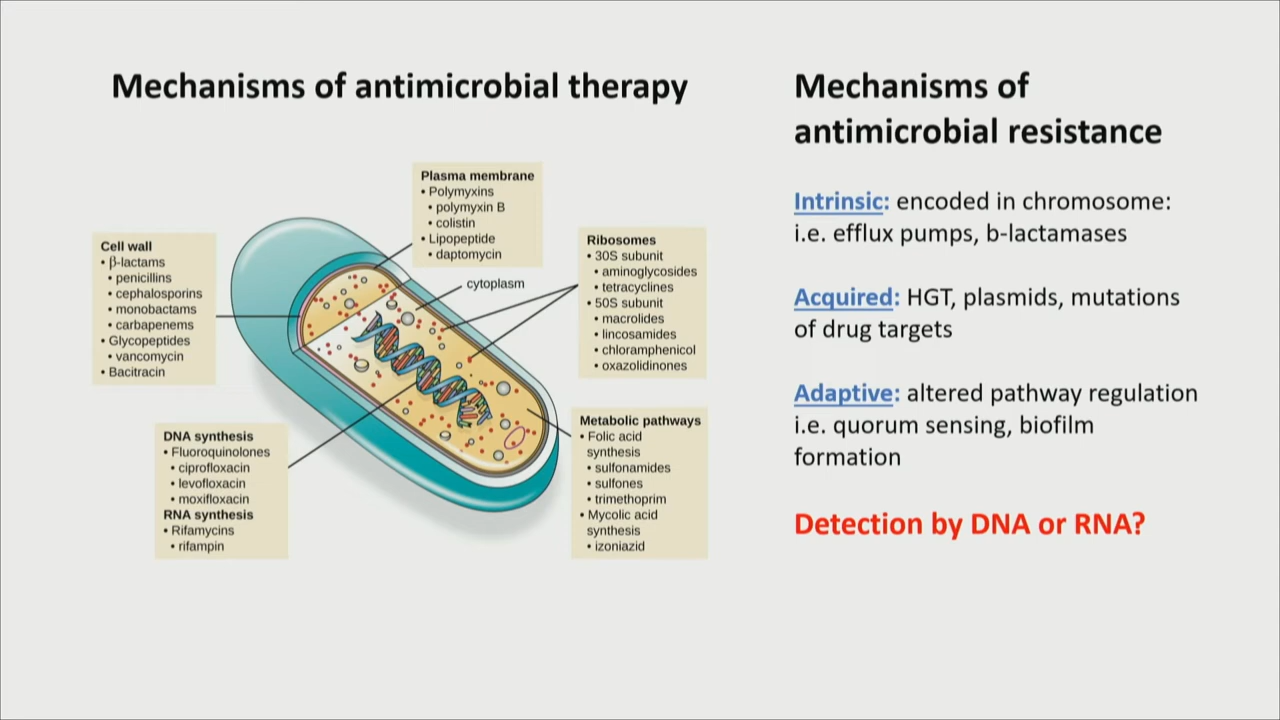 Mechanisms of antimicrobial therapy
Plasma membrane
• Polymyxins
• polymyxin B
• colistin
• Lipopeptide
• daptomycin
Cell wall
• β-lactams
• penicillins
• cephalosporins
• monobactams
• carbapenems
• Glycopeptides
• vancomycin
• Bacitracin
Ribosomes
• 30S subunit
• aminoglycosides
• tetracyclines
• 50S subunit
• macrolides
• lincosamides
• chloramphenicol
• oxazolidinones
cytoplasm
DNA synthesis
• Fluoroquinolones
• ciprofloxacin
• levofloxacin
• moxifloxacin
RNA synthesis
• Rifamycins
• rifampin
Metabolic pathways
• Folic acid
synthesis
• sulfonamides
• sulfones
• trimethoprim
• Mycolic acid
synthesis
• izoniazid
Mechanisms of
antimicrobial resistance
Intrinsic: encoded in chromosome:
i.e. efflux pumps, b-lactamases
Acquired: HGT, plasmids, mutations
of drug targets
Adaptive: altered pathway regulation
i.e. quorum sensing, biofilm
formation
Detection by DNA or RNA?